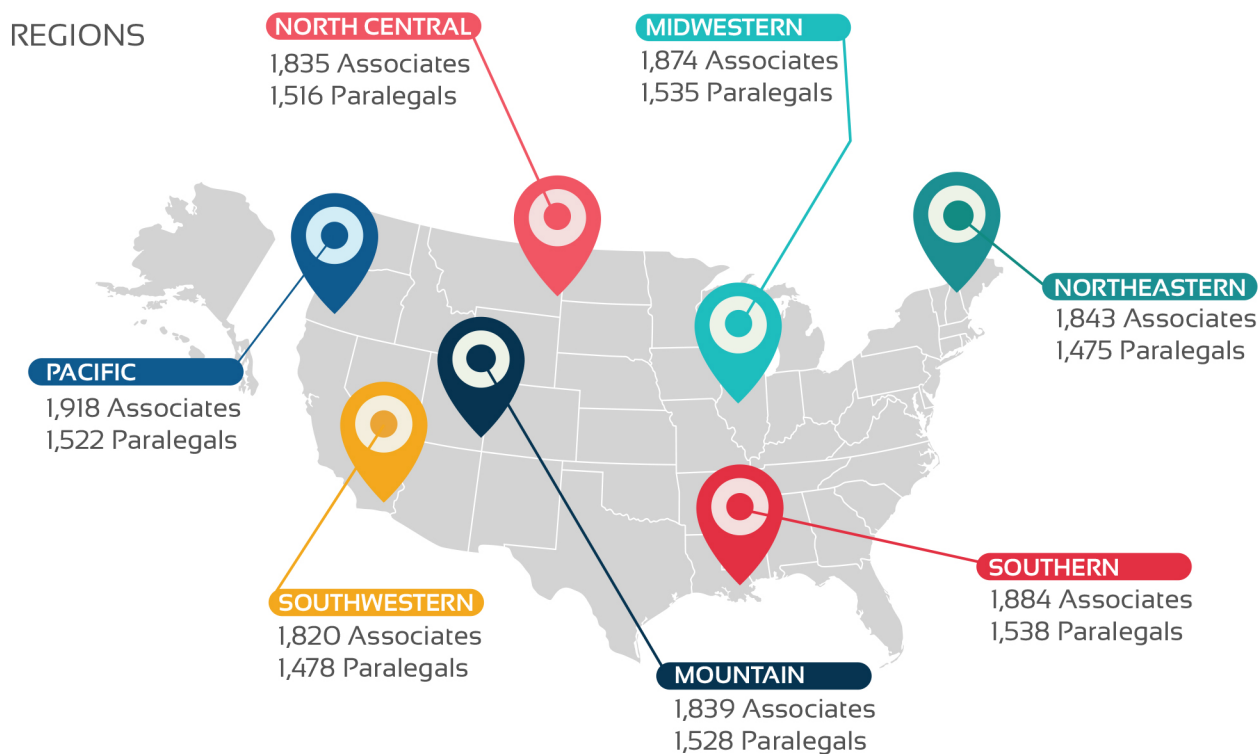 REGIONS
NORTH CENTRAL
1,835 Associates
1,516 Paralegals
MIDWESTERN
1,874 Associates
1,535 Paralegals
NORTHEASTERN
1,843 Associates
1,475 Paralegals
PACIFIC
1,918 Associates
1,522 Paralegals
SOUTHERN
1,884 Associates
1,538 Paralegals
SOUTHWESTERN
1,820 Associates
1,478 Paralegals
MOUNTAIN
1,839 Associates
1,528 Paralegals